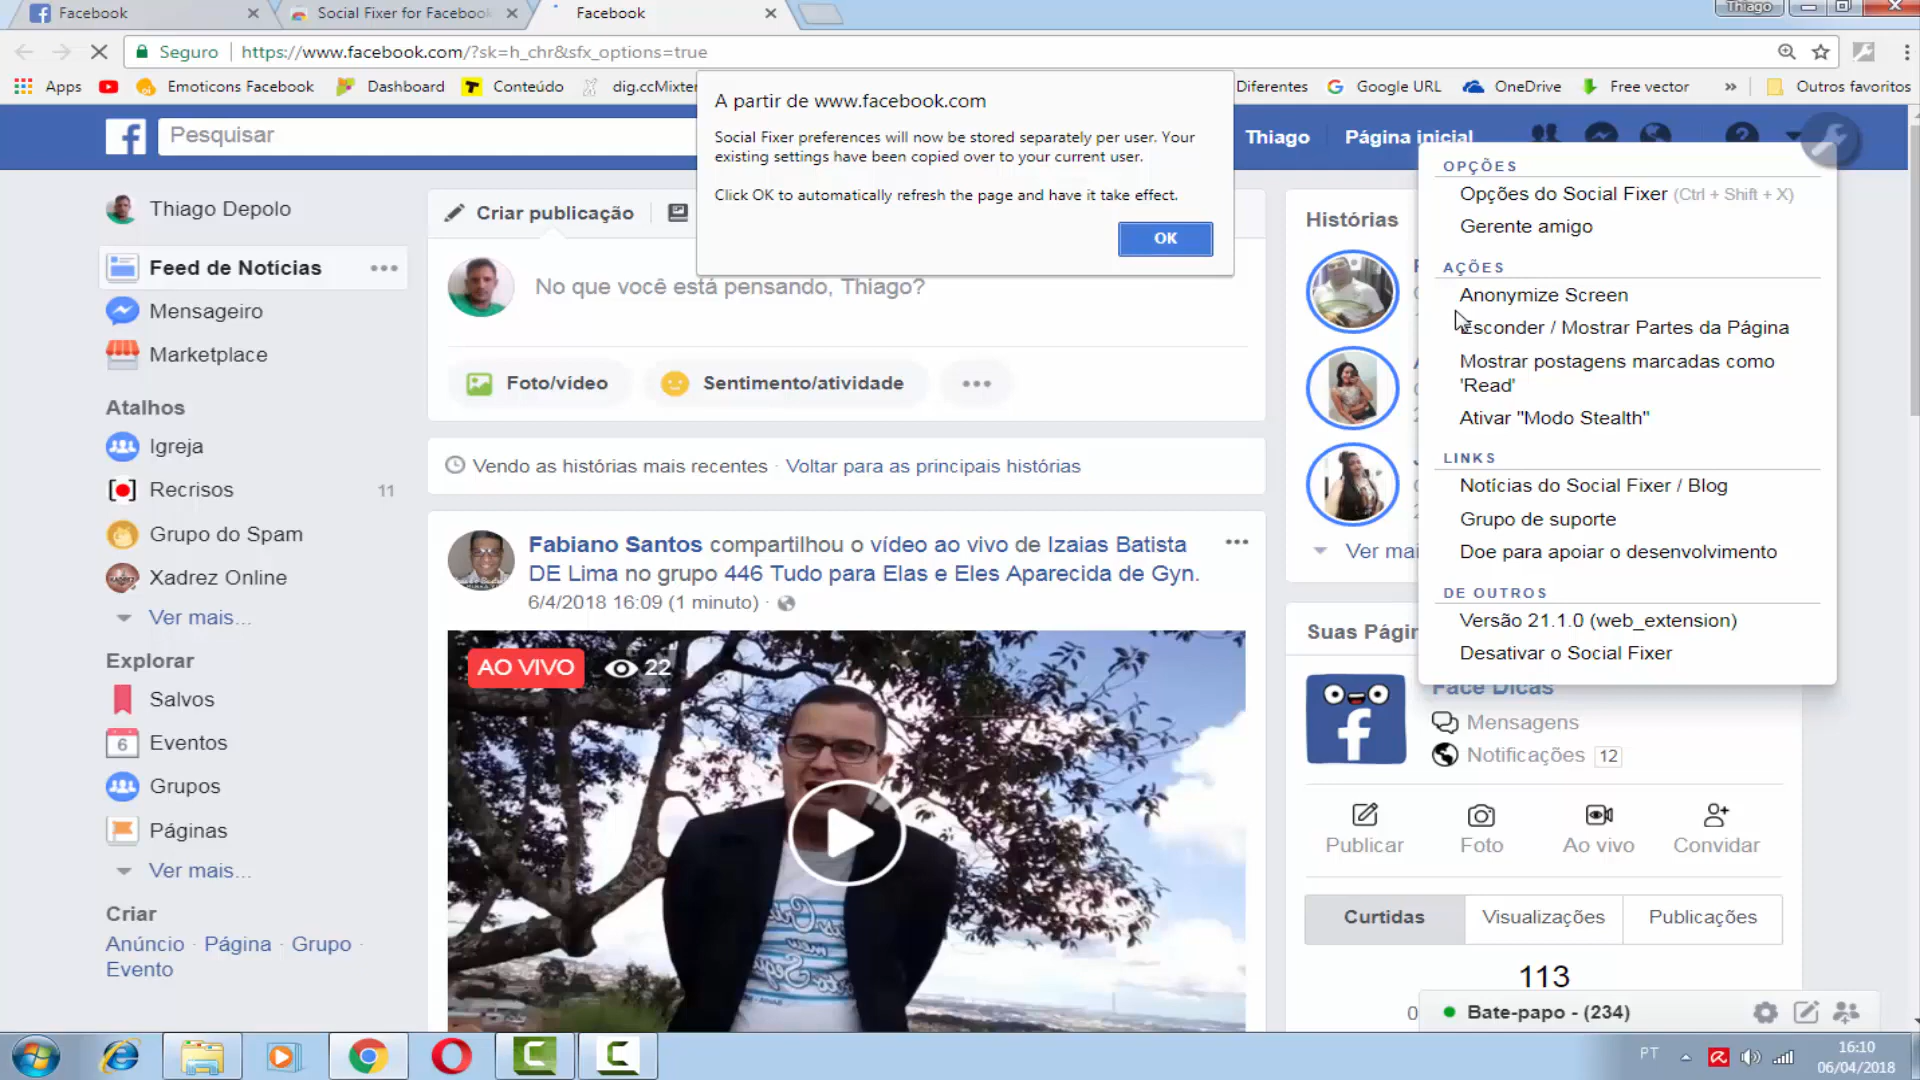 Facebook
Social Fixer for Facebook
Facebook
Thiago
Seguro
https://www.facebook.com/?sk=h_chr&sfx_options=true
Apps
Emoticons Facebook
Dashboard
Conteúdo
dig.ccMixter
Diferentes
Google URL
OneDrive
Free vector
»
Outros favoritos
A partir de www.facebook.com
Social Fixer preferences will now be stored separately per user. Your
existing settings have been copied over to your current user.
Click OK to automatically refresh the page and have it take effect.
OK
Pesquisar
Thiago
Página inicial
Thiago Depolo
Feed de Notícias
Mensageiro
Marketplace
Atalhos
Igreja
Recrisos 11
Grupo do Spam
Xadrez Online
Ver mais...
Explorar
Salvos
6 Eventos
Grupos
Páginas
Ver mais...
Criar
Anúncio · Página · Grupo ·
Evento
Criar publicação
No que você está pensando, Thiago?
Foto/vídeo
Sentimento/atividade
Vendo as histórias mais recentes · Voltar para as principais histórias
Fabiano Santos compartilhou o vídeo ao vivo de Izaias Batista
DE Lima no grupo 446 Tudo para Elas e Eles Aparecida de Gyn.
6/4/2018 16:09 (1 minuto) ·
AO VIVO 22
Histórias
Ver mai
Suas Págin
OPÇÕES
Opções do Social Fixer (Ctrl + Shift + X)
Gerente amigo
AÇÕES
Anonymize Screen
Esconder / Mostrar Partes da Página
Mostrar postagens marcadas como
'Read'
Ativar "Modo Stealth"
LINKS
Notícias do Social Fixer / Blog
Grupo de suporte
Doe para apoiar o desenvolvimento
DE OUTROS
Versão 21.1.0 (web_extension)
Desativar o Social Fixer
Face Dicas
Mensagens
Notificações 12
Publicar
Foto
Ao vivo
Convidar
Curtidas
Visualizações
Publicações
113
0
Bate-papo - (234)
PT
16:10
06/04/2018